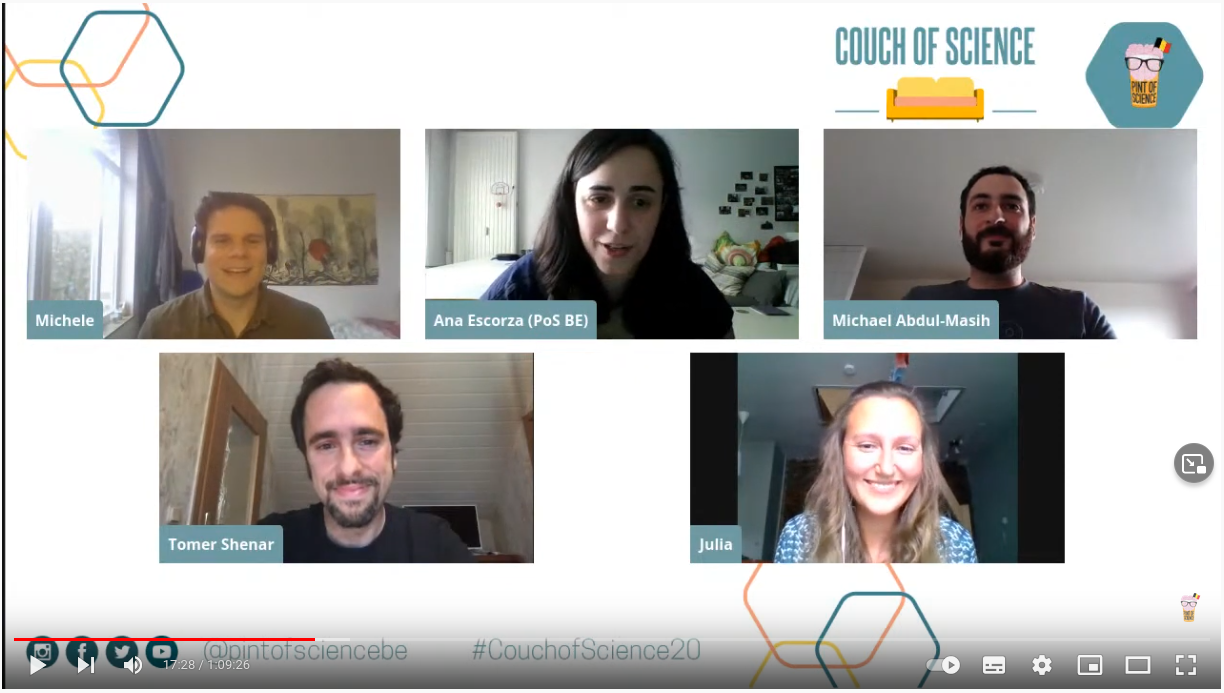 COUCH OF SCIENCE
PINT OF
SCIENCE
Michele
Ana Escorza (PoS BE)
Michael Abdul-Masih
Tomer Shenar
Julia
@pintofsciencebe #CouchofScience20
17:28 / 1:09:26